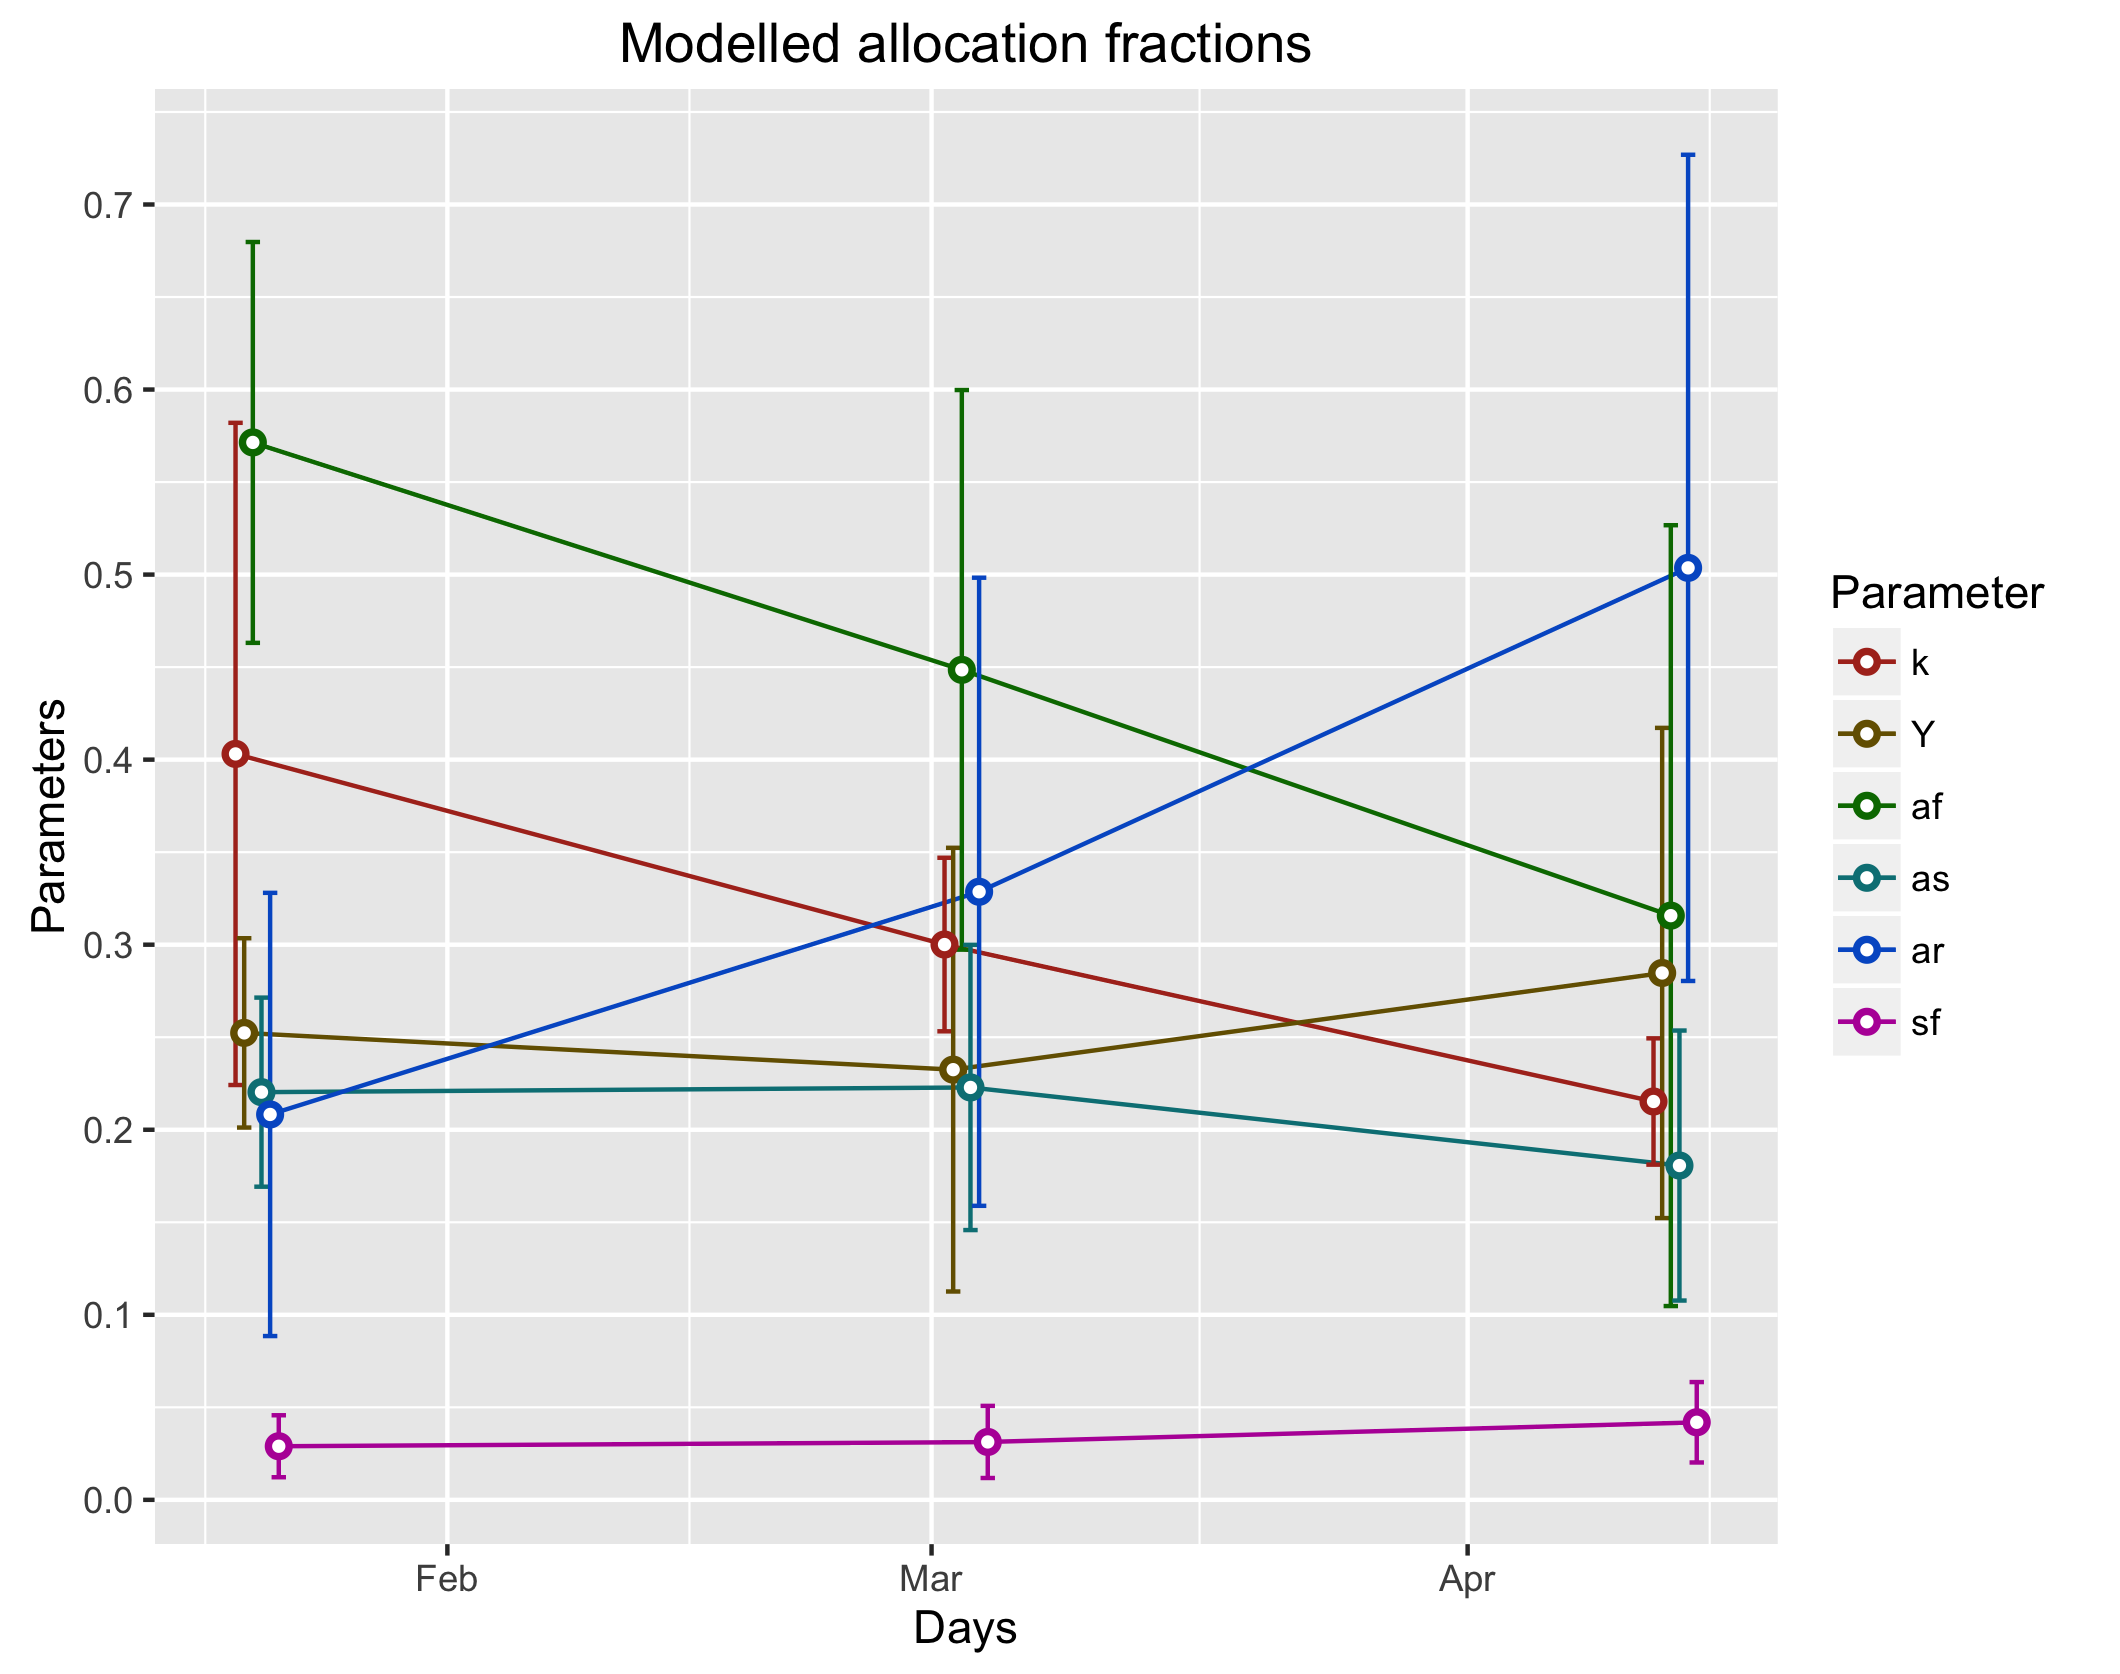 Modelled allocation fractions
Parameters
0.7
0.6
0.5
0.4
0.3
0.2
0.1
0.0
Feb Mar Apr
Days
Parameter
k
Y
af
as
ar
sf